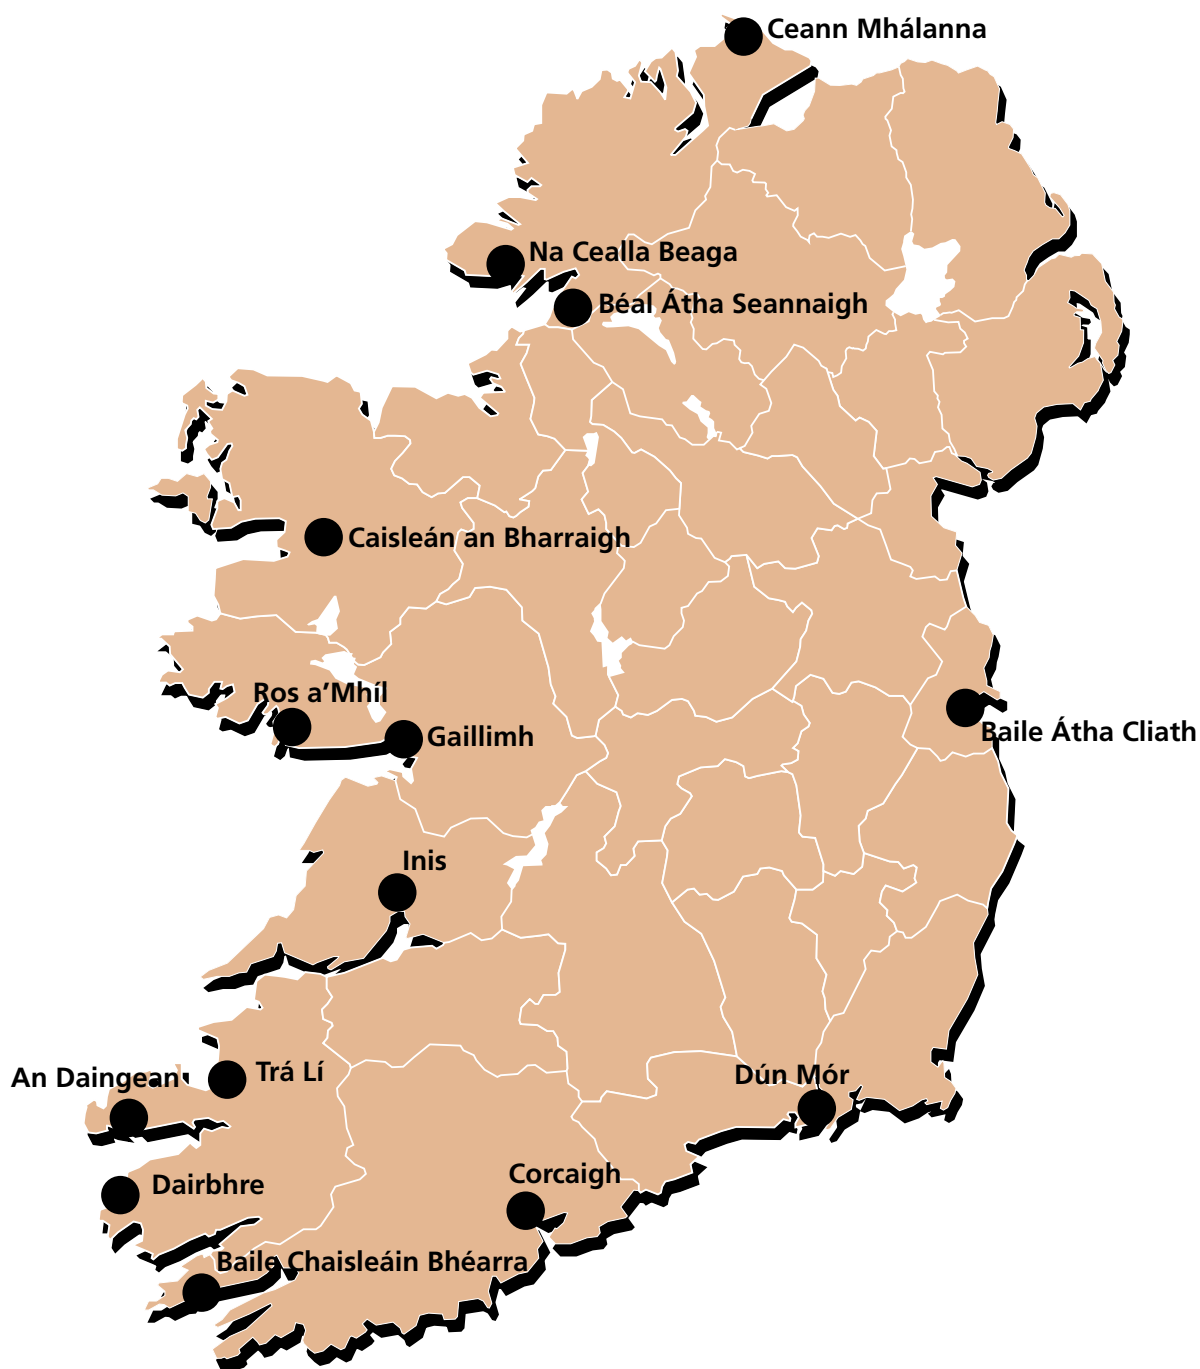 Ceann Mhálanna
Na Cealla Beaga
Béal Átha Seannaigh
Caisleán an Bharraigh
Ros a’Mhíl
Gaillimh
Baile Átha Cliath
Inis
Trá Lí
An Daingean
Dún Mór
Corcaigh
Dairbhre
Baile Chaisleáin Bhéarra